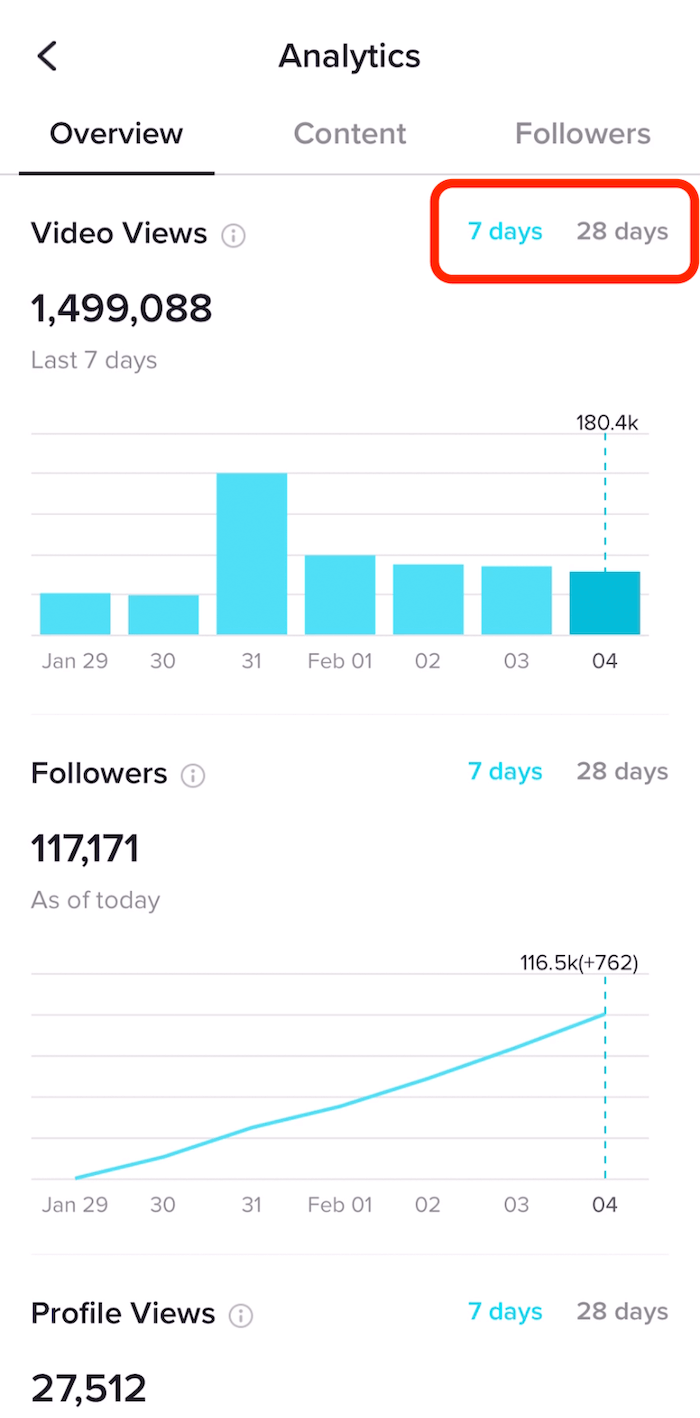 Analytics
Overview Content Followers
Video Views 7 days 28 days
1,499,088
Last 7 days
180.4k
Jan 29 30 31 Feb 01 02 03 04
Followers 7 days 28 days
117,171
As of today
116.5k(+762)
Jan 29 30 31 Feb 01 02 03 04
Profile Views 7 days 28 days
27,512